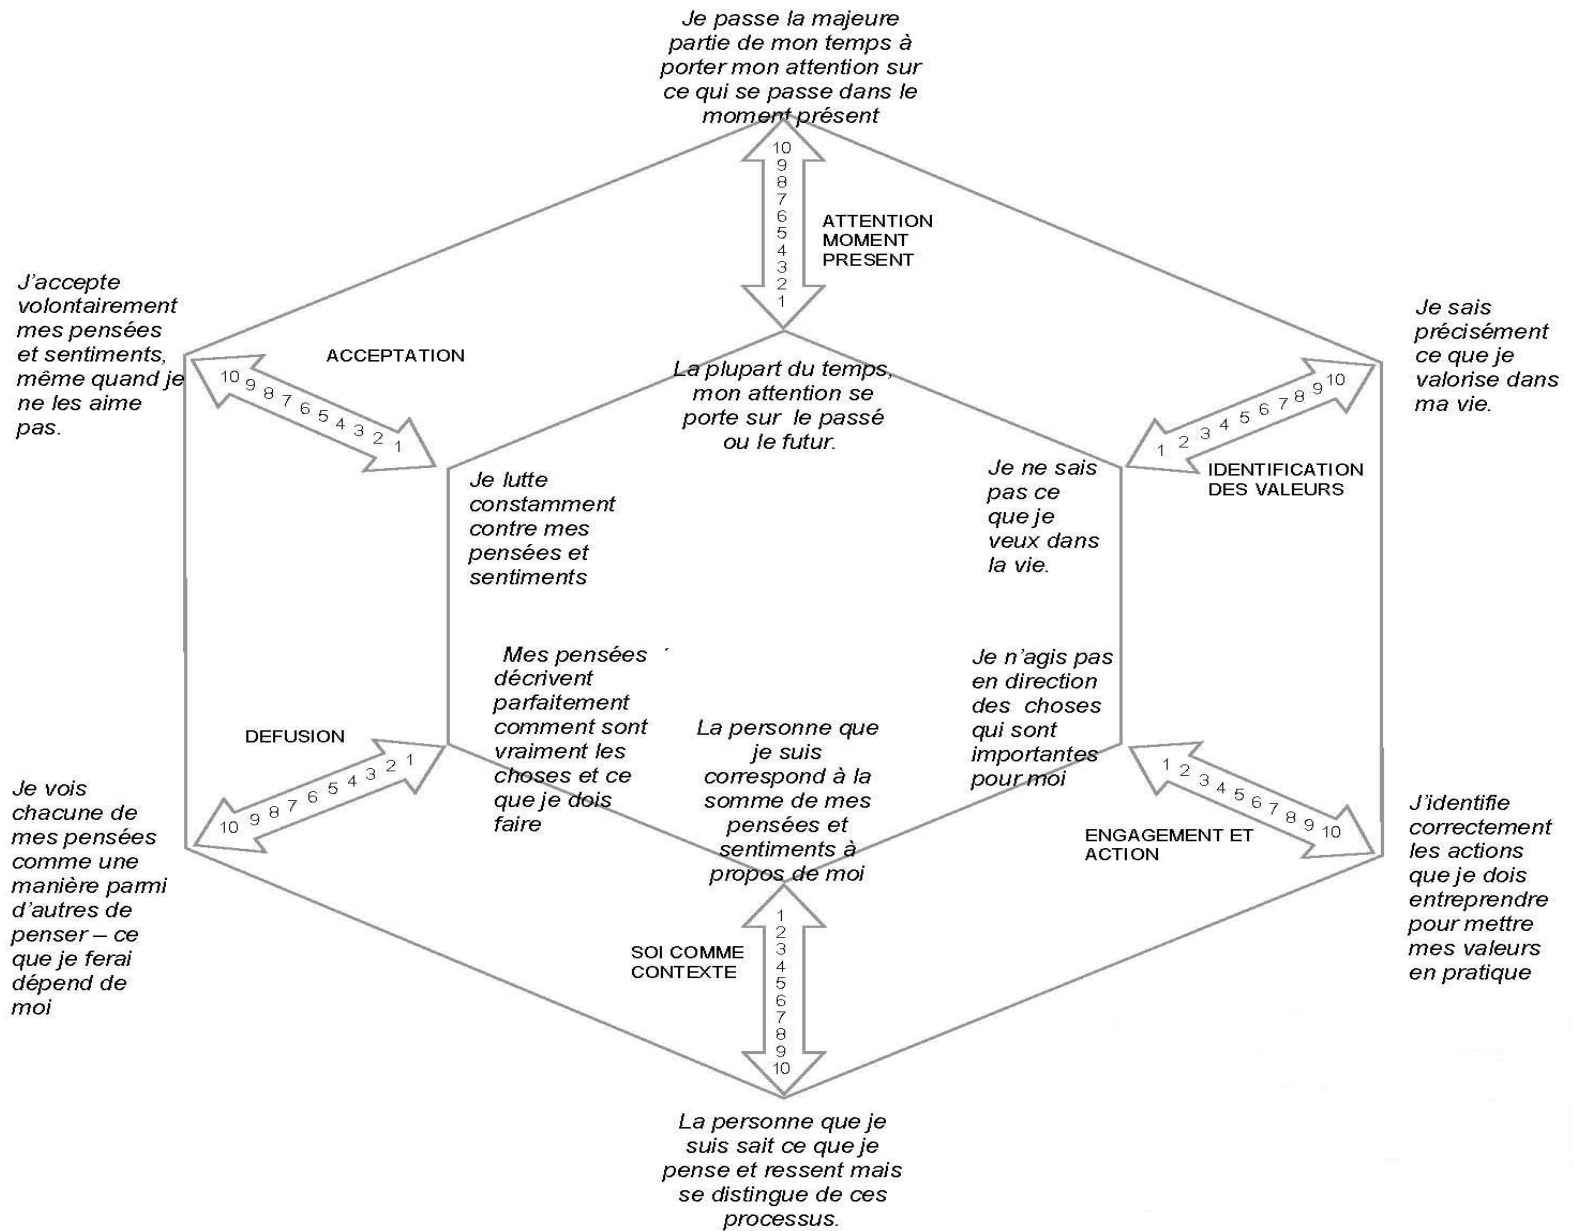 Je passe la majeure
partie de mon temps à
porter mon attention sur
ce qui se passe dans le
moment présent
10
9
8
7
6
5
4
3
2
1
ATTENTION
MOMENT
PRESENT
La plupart du temps,
mon attention se
porte sur le passé
ou le futur.
J'accepte
volontairement
mes pensées
et sentiments,
même quand je
ne les aime
pas.
ACCEPTATION
10 9 8 7 6 5 4 3 2 1
Je lutte
constamment
contre mes
pensées et
sentiments
Je sais
précisément
ce que je
valorise dans
ma vie.
1 2 3 4 5 6 7 8 9 10
IDENTIFICATION
DES VALEURS
Je ne sais
pas ce
que je
veux dans
la vie.
Mes pensées
décrivent
parfaitement
comment sont
vraiment les
choses et ce
que je dois
faire
DEFUSION
10 9 8 7 6 5 4 3 2 1
Je vois
chacune de
mes pensées
comme une
manière parmi
d'autres de
penser – ce
que je ferai
dépend de
moi
La personne que
je suis
correspond à la
somme de mes
pensées et
sentiments à
propos de moi
Je n'agis pas
en direction
des choses
qui sont
importantes
pour moi
1 2 3 4 5 6 7 8 9 10
ENGAGEMENT ET
ACTION
J'identifie
correctement
les actions
que je dois
entreprendre
pour mettre
mes valeurs
en pratique
SOI COMME
CONTEXTE
1
2
3
4
5
6
7
8
9
10
La personne que je
suis sait ce que je
pense et ressent mais
se distingue de ces
processus.